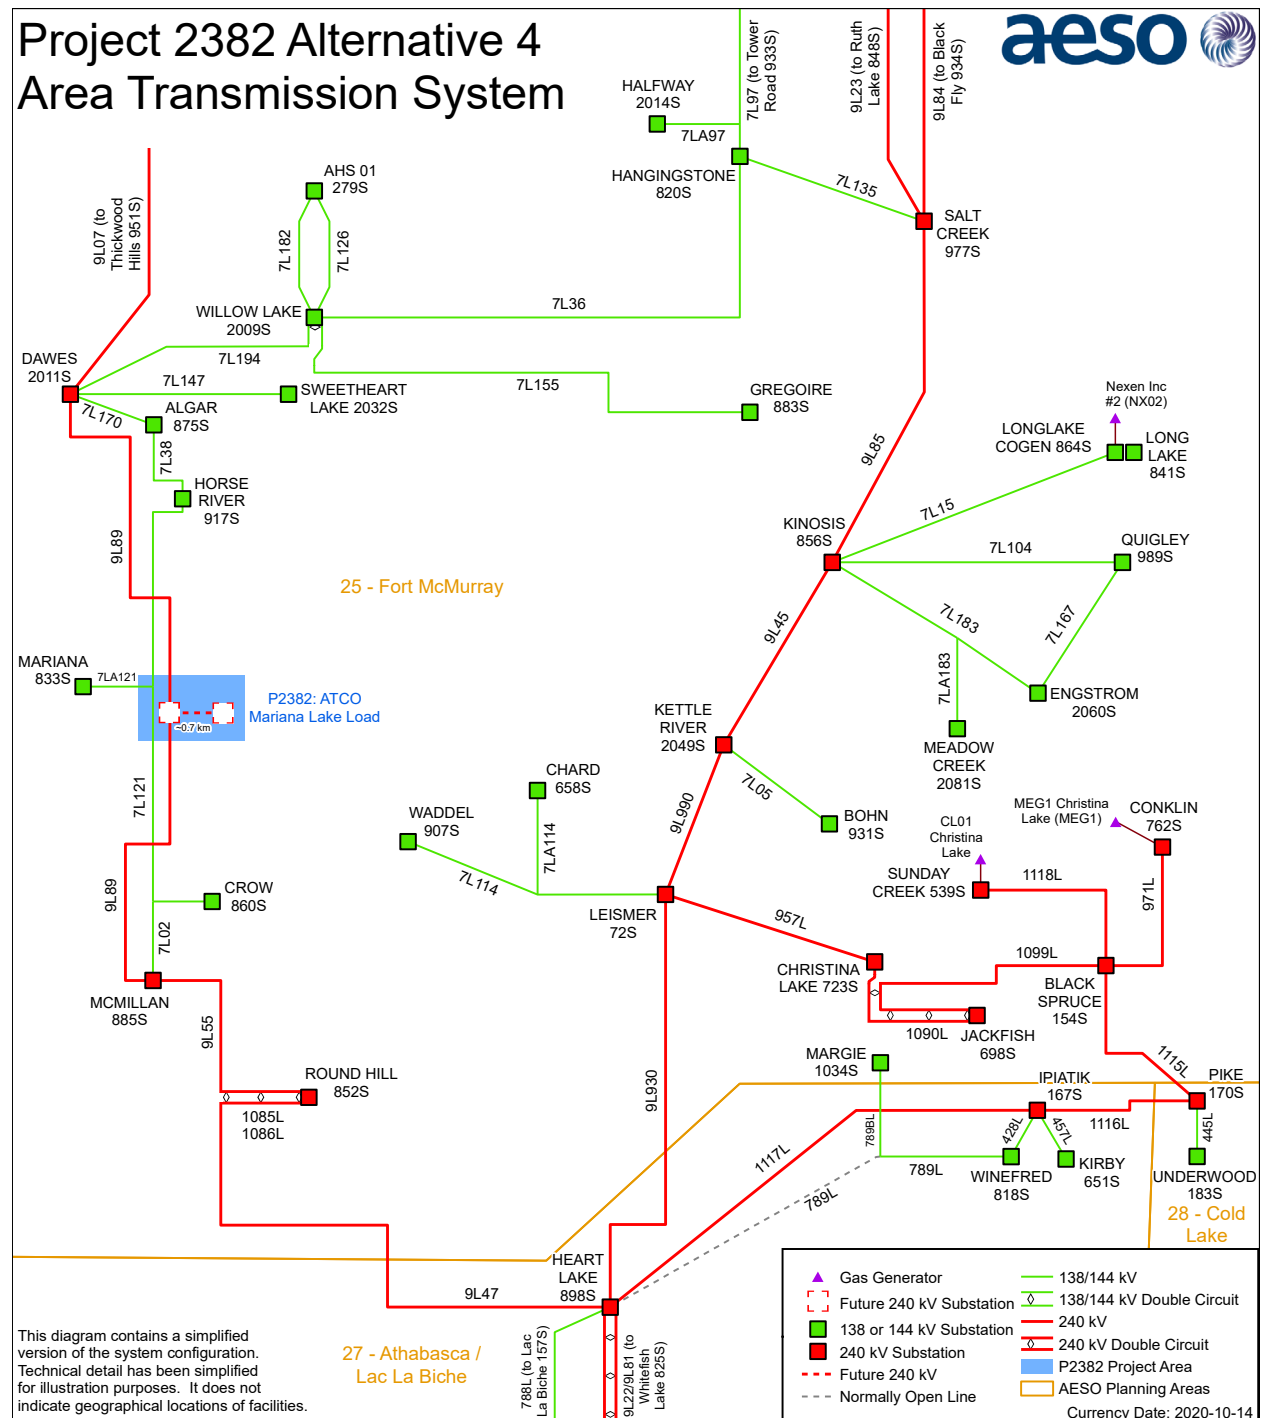 Project 2382 Alternative 4
Area Transmission System
aeso
7L97 (to Tower
Road 933S)
9L23 (to Ruth
Lake 848S)
9L84 (to Black
Fly 934S)
HALFWAY
2014S
7LA97
HANGINGSTONE
820S
7L135
SALT
CREEK
977S
AHS 01
279S
9L07 (to
Thickwood
Hills 951S)
7L182
7L126
WILLOW LAKE
2009S
7L36
7L194
DAWES
2011S
7L147
SWEETHEART
LAKE 2032S
7L155
GREGOIRE
883S
7L170
ALGAR
875S
7L38
HORSE
RIVER
917S
9L89
9L85
Nexen Inc
#2 (NX02)
LONGLAKE
COGEN 864S
LONG
LAKE
841S
7L15
KINOSIS
856S
7L104
QUIGLEY
989S
25 - Fort McMurray
9L45
7L183
7L167
7LA183
ENGSTROM
2060S
MEADOW
CREEK
2081S
MARIANA
833S
7LA121
P2382: ATCO
Mariana Lake Load
~0.7 km
KETTLE
RIVER
2049S
7L05
BOHN
931S
9L990
7L121
CHARD
658S
WADDEL
907S
7LA114
7L114
MEG1 Christina
Lake (MEG1)
CONKLIN
762S
CL01
Christina
Lake
SUNDAY
CREEK 539S
1118L
971L
9L89
CROW
860S
7L02
LEISMER
72S
957L
CHRISTINA
LAKE 723S
1099L
BLACK
SPRUCE
154S
MCMILLAN
885S
9L55
1090L
JACKFISH
698S
ROUND HILL
852S
1085L
1086L
9L930
MARGIE
1034S
1115L
PIKE
170S
IPIATIK
167S
789BL
428L
457L
1116L
445L
1117L
789L
WINEFRED
818S
KIRBY
651S
UNDERWOOD
183S
789L
28 - Cold
Lake
HEART
LAKE
898S
9L47
27 - Athabasca /
Lac La Biche
788L (to Lac
La Biche 157S)
9L22/9L81 (to
Whitefish
Lake 825S)
This diagram contains a simplified
version of the system configuration.
Technical detail has been simplified
for illustration purposes. It does not
indicate geographical locations of facilities.
Gas Generator
Future 240 kV Substation
138 or 144 kV Substation
240 kV Substation
Future 240 kV
Normally Open Line
138/144 kV
138/144 kV Double Circuit
240 kV
240 kV Double Circuit
P2382 Project Area
AESO Planning Areas
Currency Date: 2020-10-14